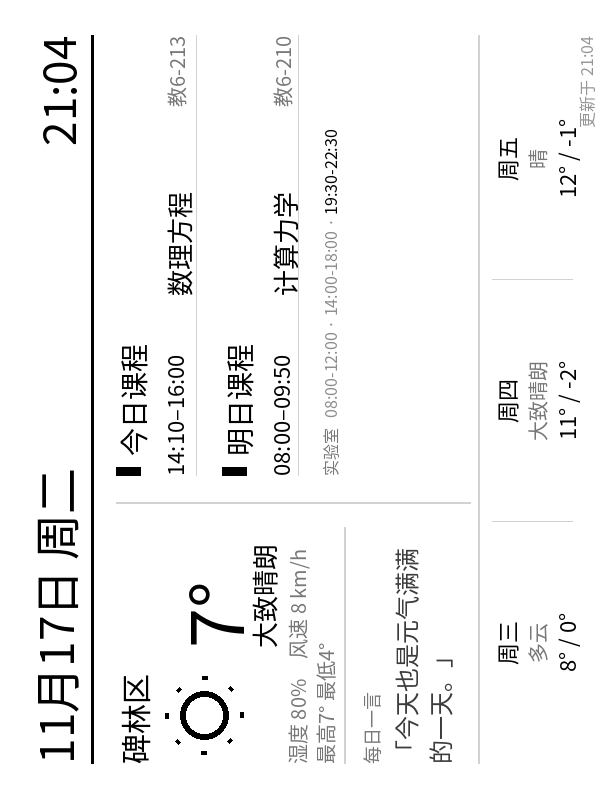 11月17日 周二
21:04
碑林区
7°
大致晴朗
湿度 80% 风速 8 km/h
最高7° 最低4°
每日一言
「今天也是元气满满
的一天。」
今日课程
14:10–16:00 数理方程 教6-213
明日课程
08:00–09:50 计算力学 教6-210
实验室 08:00-12:00 · 14:00-18:00 · 19:30-22:30
周三
多云
8° / 0°
周四
大致晴朗
11° / -2°
周五
晴
12° / -1°
更新于 21:04